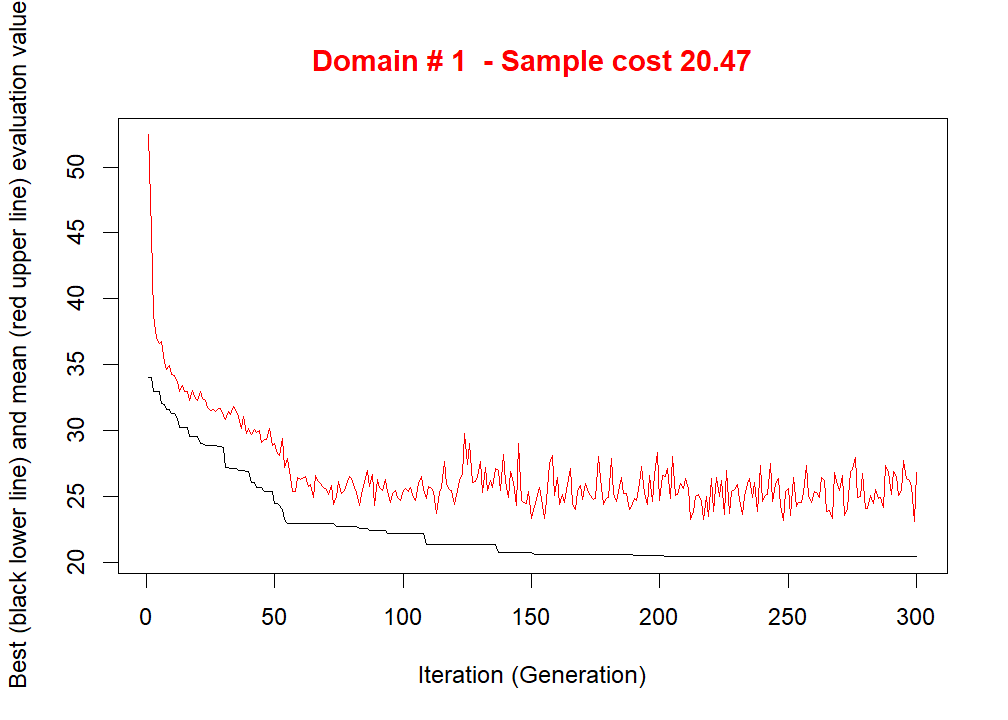 Domain # 1  - Sample cost 20.47
Best (black lower line) and mean (red upper line) evaluation value
50
45
40
35
30
25
20
0 50 100 150 200 250 300
Iteration (Generation)